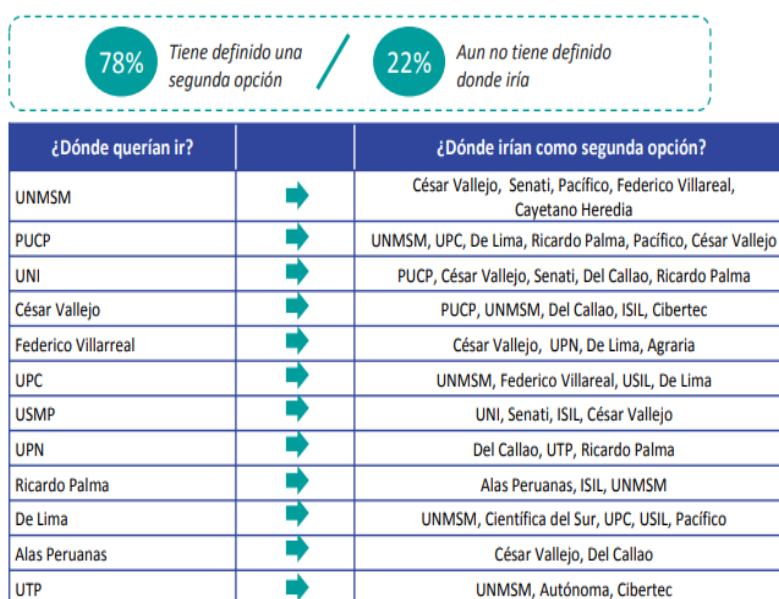 78%
Tiene definido una
segunda opción
22%
Aun no tiene definido
donde iría
¿Dónde querían ir? ¿Dónde irían como segunda opción?
UNMSM César Vallejo, Senati, Pacífico, Federico Villareal,
Cayetano Heredia
PUCP UNMSM, UPC, De Lima, Ricardo Palma, Pacífico, César Vallejo
UNI PUCP, César Vallejo, Senati, Del Callao, Ricardo Palma
César Vallejo PUCP, UNMSM, Del Callao, ISIL, Cibertec
Federico Villarreal César Vallejo, UPN, De Lima, Agraria
UPC UNMSM, Federico Villareal, USIL, De Lima
USMP UNI, Senati, ISIL, César Vallejo
UPN Del Callao, UTP, Ricardo Palma
Ricardo Palma Alas Peruanas, ISIL, UNMSM
De Lima UNMSM, Científica del Sur, UPC, USIL, Pacífico
Alas Peruanas César Vallejo, Del Callao
UTP UNMSM, Autónoma, Cibertec